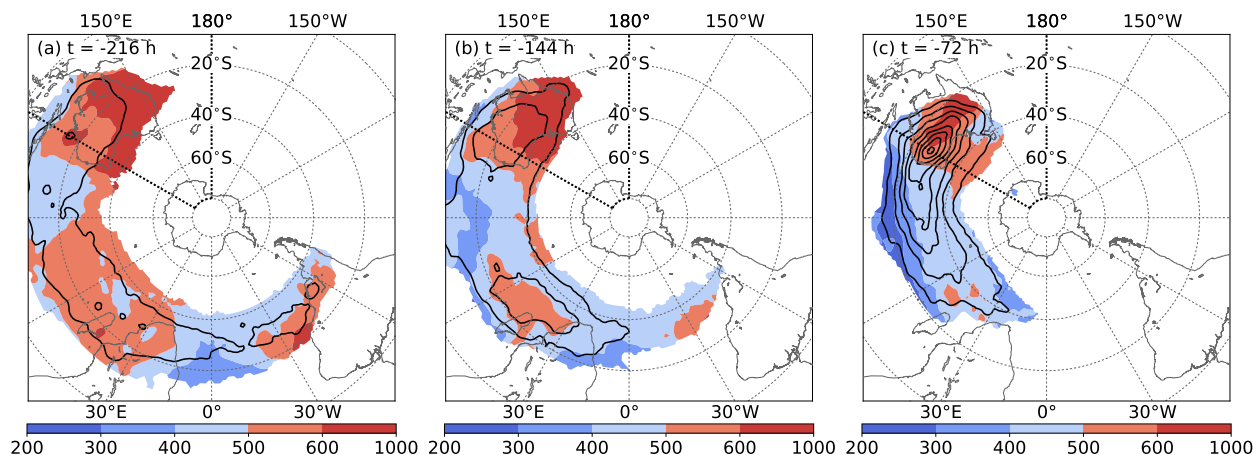 150°E 180° 150°W 150°E 180° 150°W 150°E 180° 150°W
(a) t = -216 h (b) t = -144 h (c) t = -72 h
20°S 20°S 20°S
40°S 40°S 40°S
60°S 60°S 60°S
30°E 0° 30°W 30°E 0° 30°W 30°E 0° 30°W
200 300 400 500 600 1000 200 300 400 500 600 1000 200 300 400 500 600 1000